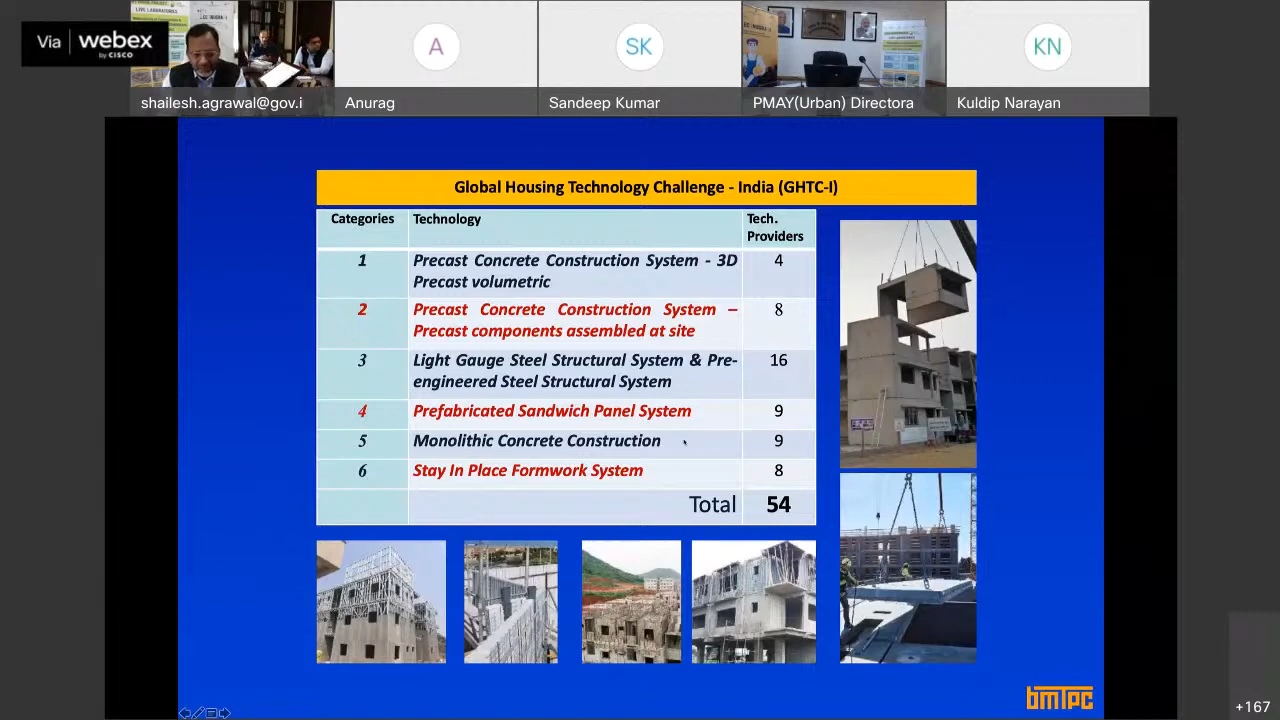 Via webex
by CISCO
shailesh.agrawal@gov.i
A
Anurag
SK
Sandeep Kumar
PMAY(Urban) Directora
KN
Kuldip Narayan
Global Housing Technology Challenge - India (GHTC-I)
Categories Technology Tech. Providers
1 Precast Concrete Construction System - 3D
Precast volumetric 4
2 Precast Concrete Construction System –
Precast components assembled at site 8
3 Light Gauge Steel Structural System & Pre-
engineered Steel Structural System 16
4 Prefabricated Sandwich Panel System 9
5 Monolithic Concrete Construction 9
6 Stay In Place Formwork System 8
Total 54
bmtpc
+167